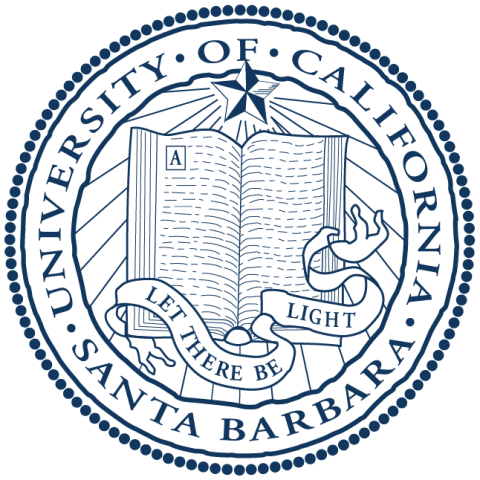 UNIVERSITY · OF · CALIFORNIA
· SANTA BARBARA ·
A
LET THERE BE
LIGHT